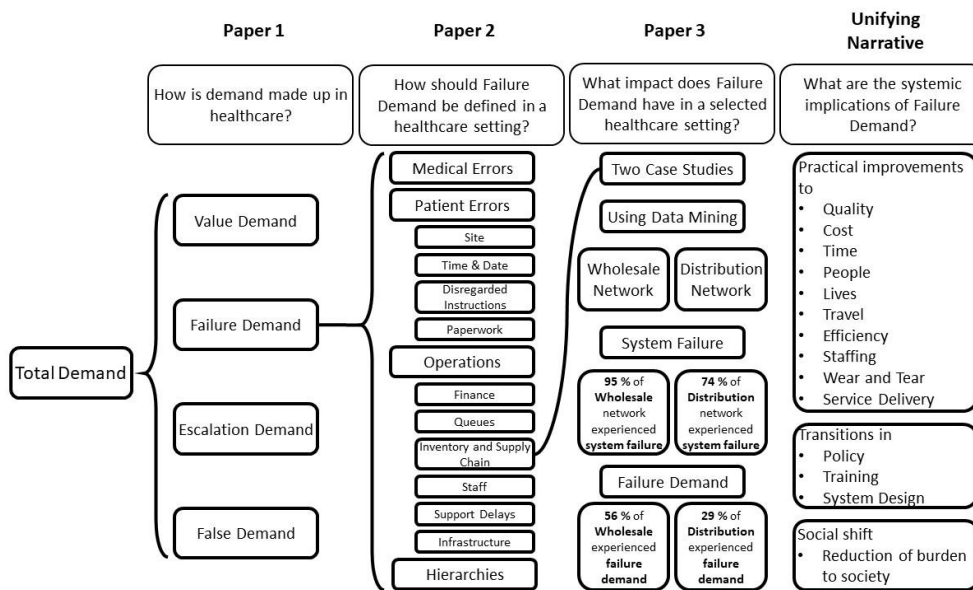 Paper 1
Paper 2
Paper 3
Unifying
Narrative
How is demand made up in
healthcare?
How should Failure
Demand be defined in a
healthcare setting?
What impact does Failure
Demand have in a selected
healthcare setting?
What are the systemic
implications of Failure
Demand?
Total Demand
Value Demand
Failure Demand
Escalation Demand
False Demand
Medical Errors
Patient Errors
Site
Time & Date
Disregarded
Instructions
Paperwork
Operations
Finance
Queues
Inventory and Supply
Chain
Staff
Support Delays
Infrastructure
Hierarchies
Two Case Studies
Using Data Mining
Wholesale
Network
Distribution
Network
System Failure
95 % of
Wholesale
network
experienced
system failure
74 % of
Distribution
network
experienced
system failure
Failure Demand
56 % of
Wholesale
experienced
failure
demand
29 % of
Distribution
experienced
failure
demand
Practical improvements
to
• Quality
• Cost
• Time
• People
• Lives
• Travel
• Efficiency
• Staffing
• Wear and Tear
• Service Delivery
Transitions in
• Policy
• Training
• System Design
Social shift
• Reduction of burden
to society